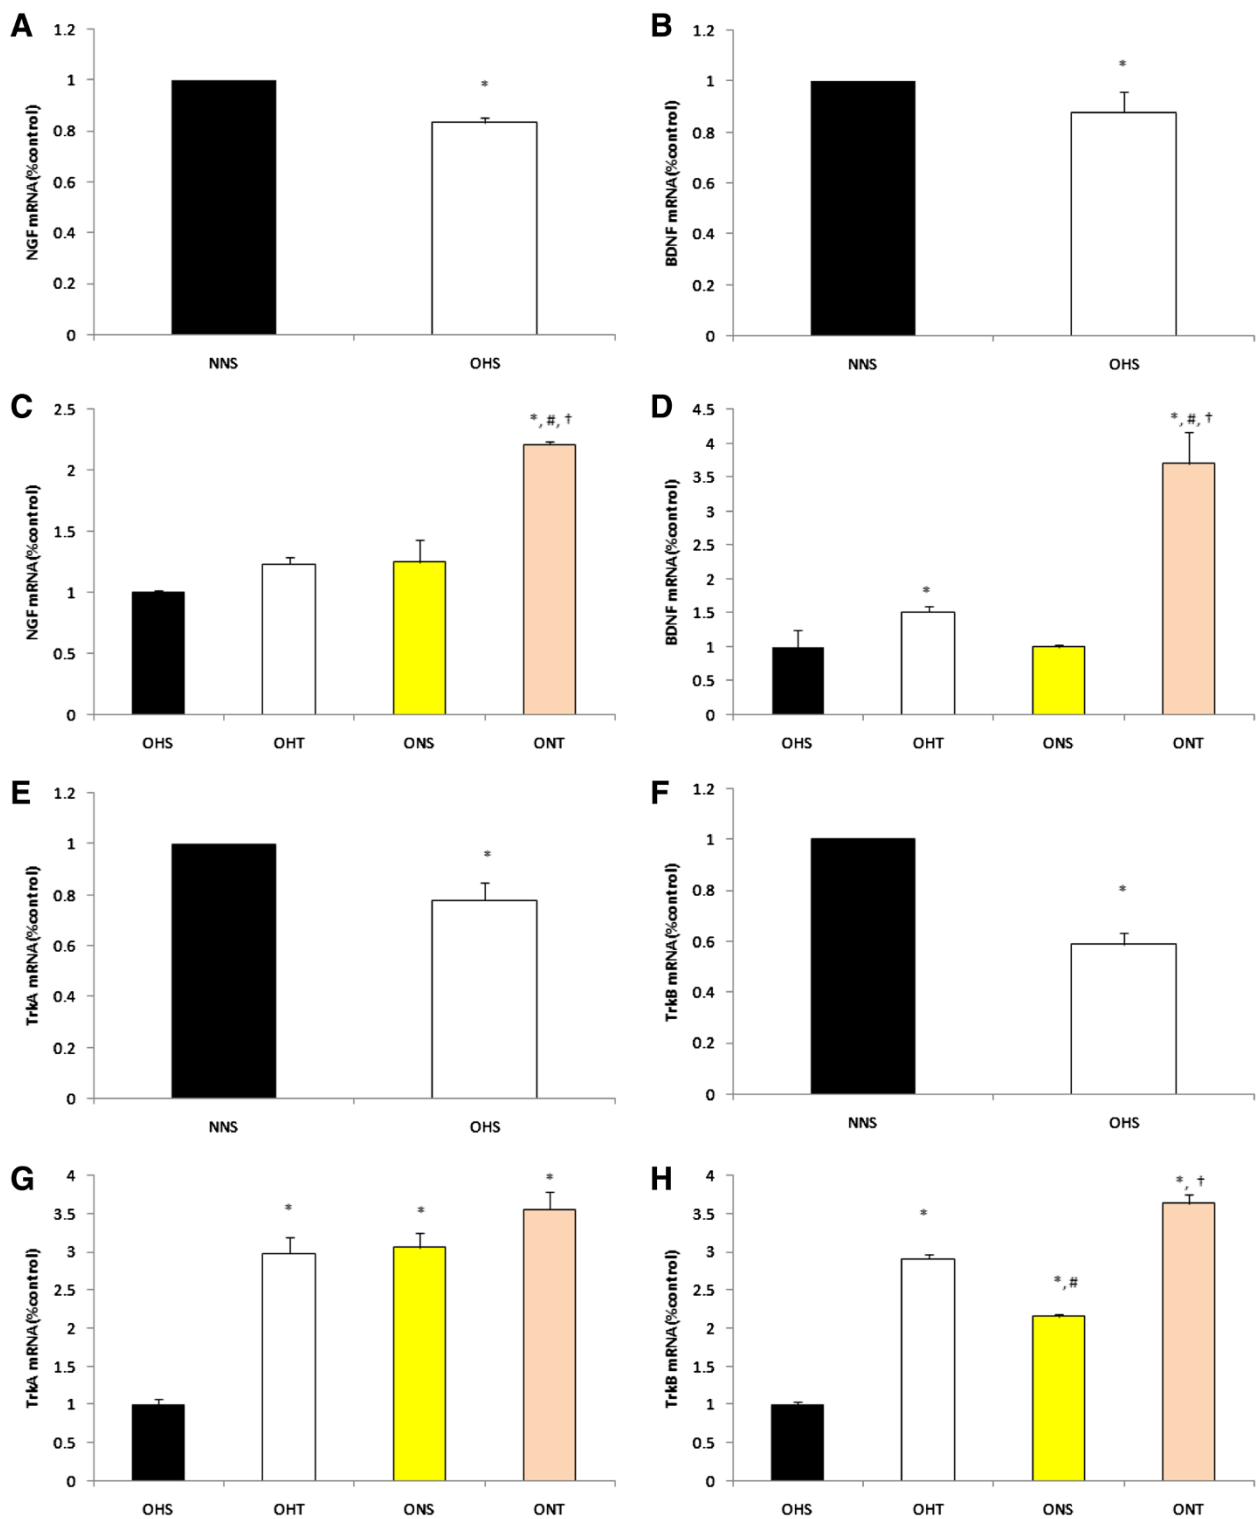 A
NGF mRNA(%control)
1.2
1
0.8
0.6
0.4
0.2
0
*
NNS
OHS
B
BDNF mRNA(%control)
1.2
1
0.8
0.6
0.4
0.2
0
*
NNS
OHS
C
NGF mRNA(%control)
2.5
2
1.5
1
0.5
0
*, #, †
OHS
OHT
ONS
ONT
D
BDNF mRNA(%control)
4.5
4
3.5
3
2.5
2
1.5
1
0.5
0
*
*, #, †
OHS
OHT
ONS
ONT
E
TrkA mRNA(%control)
1.2
1
0.8
0.6
0.4
0.2
0
*
NNS
OHS
F
TrkB mRNA(%control)
1.2
1
0.8
0.6
0.4
0.2
0
*
NNS
OHS
G
TrkA mRNA(%control)
4
3.5
3
2.5
2
1.5
1
0.5
0
*
*
*
OHS
OHT
ONS
ONT
H
TrkB mRNA(%control)
4
3.5
3
2.5
2
1.5
1
0.5
0
*
*,#
*, †
OHS
OHT
ONS
ONT